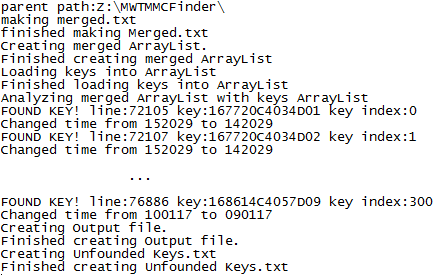 parent path:Z:\MWTMMCFinder\
making merged.txt
finished making Merged.txt
Creating merged ArrayList.
Finished creating merged ArrayList
Loading keys into ArrayList
Finished loading keys into ArrayList
Analyzing merged ArrayList with keys ArrayList
FOUND KEY! line:72105 key:167720C4034D01 key index:0
Changed time from 152029 to 142029
FOUND KEY! line:72107 key:167720C4034D02 key index:1
Changed time from 152029 to 142029
...
FOUND KEY! line:76886 key:168614C4057D09 key index:300
Changed time from 100117 to 090117
Creating Output file.
Finished creating Output file.
Creating Unfounded Keys.txt
Finished creating Unfounded Keys.txt